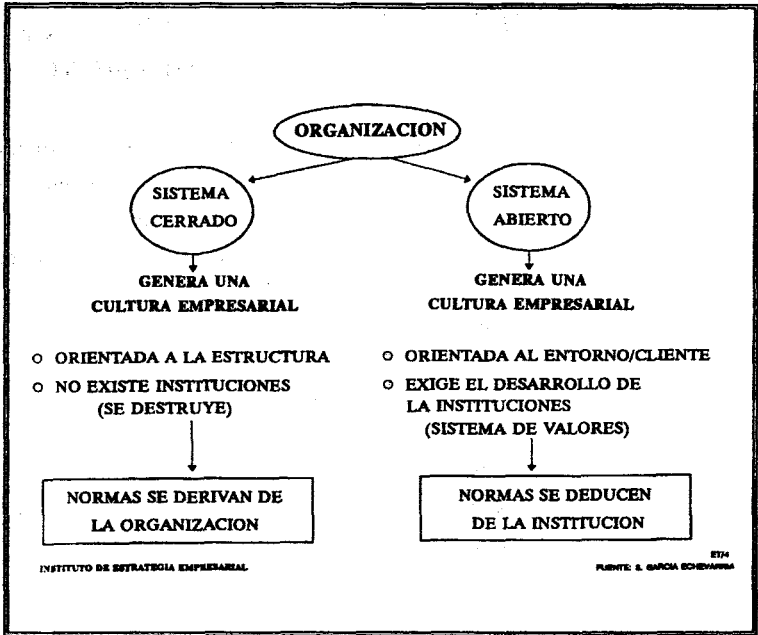 ORGANIZACION
SISTEMA
CERRADO
GENERA UNA
CULTURA EMPRESARIAL
○ ORIENTADA A LA ESTRUCTURA
○ NO EXISTE INSTITUCIONES
(SE DESTRUYE)
NORMAS SE DERIVAN DE
LA ORGANIZACION
SISTEMA
ABIERTO
GENERA UNA
CULTURA EMPRESARIAL
○ ORIENTADA AL ENTORNO/CLIENTE
○ EXIGE EL DESARROLLO DE
LA INSTITUCIONES
(SISTEMA DE VALORES)
NORMAS SE DEDUCEN
DE LA INSTITUCION
INSTITUTO DE ESTRATEGIA EMPRESARIAL
FUENTE: S. GARCIA ECHEVARRIA